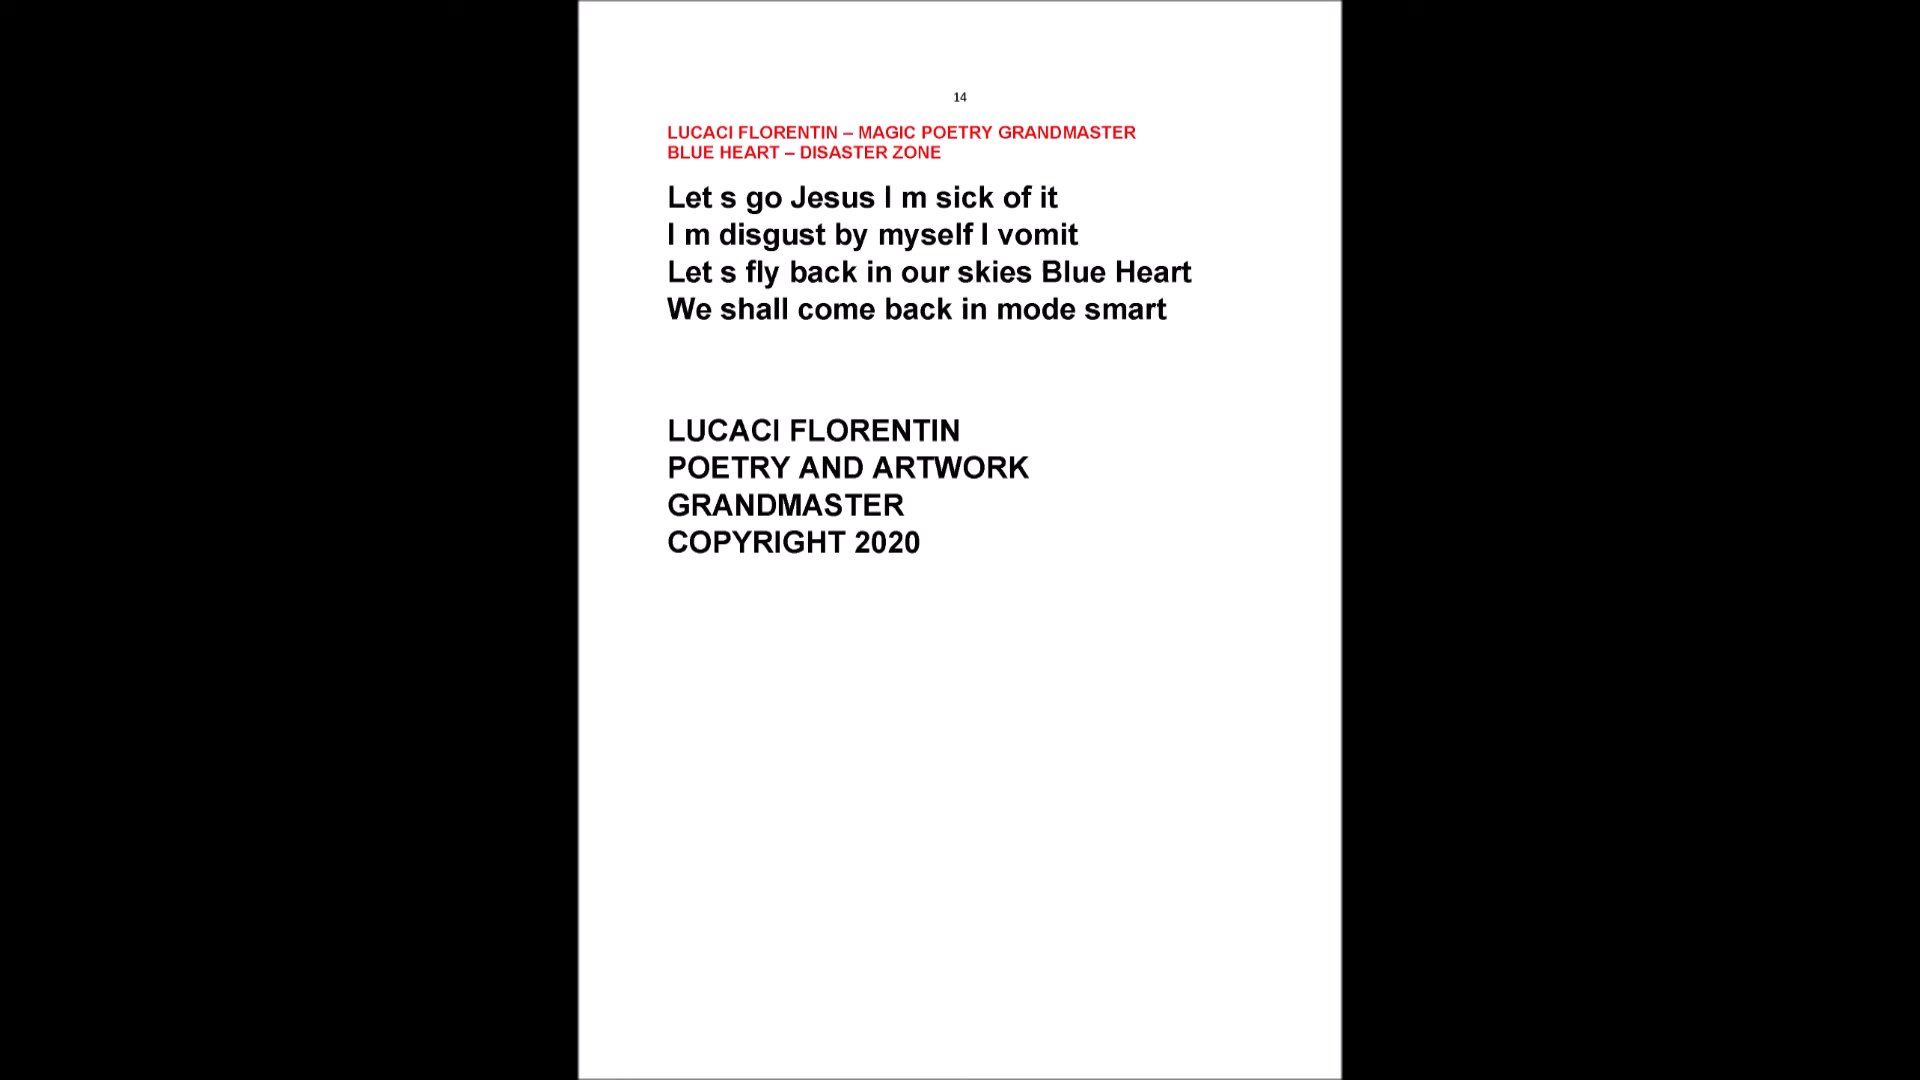 14
LUCACI FLORENTIN – MAGIC POETRY GRANDMASTER
BLUE HEART – DISASTER ZONE
Let s go Jesus I m sick of it
I m disgust by myself I vomit
Let s fly back in our skies Blue Heart
We shall come back in mode smart
LUCACI FLORENTIN
POETRY AND ARTWORK
GRANDMASTER
COPYRIGHT 2020